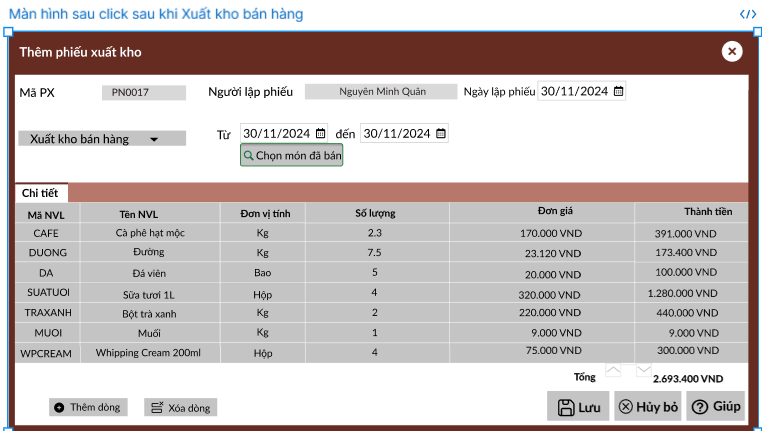 Màn hình sau click sau khi Xuất kho bán hàng
Thêm phiếu xuất kho
Mã PX PN0017 Người lập phiếu Nguyên Minh Quân Ngày lập phiếu 30/11/2024
Xuất kho bán hàng Từ 30/11/2024 đến 30/11/2024
Chọn món đã bán
Chi tiết
Mã NVL Tên NVL Đơn vị tính Số lượng Đơn giá Thành tiền
CAFE Cà phê hạt mộc Kg 2.3 170.000 VND 391.000 VND
DUONG Đường Kg 7.5 23.120 VND 173.400 VND
DA Đá viên Bao 5 20.000 VND 100.000 VND
SUATUOI Sữa tươi 1L Hộp 4 320.000 VND 1.280.000 VND
TRAXANH Bột trà xanh Kg 2 220.000 VND 440.000 VND
MUOI Muối Kg 1 9.000 VND 9.000 VND
WPCREAM Whipping Cream 200ml Hộp 4 75.000 VND 300.000 VND
Tổng 2.693.400 VND
Thêm dòng Xóa dòng Lưu Hủy bỏ Giúp